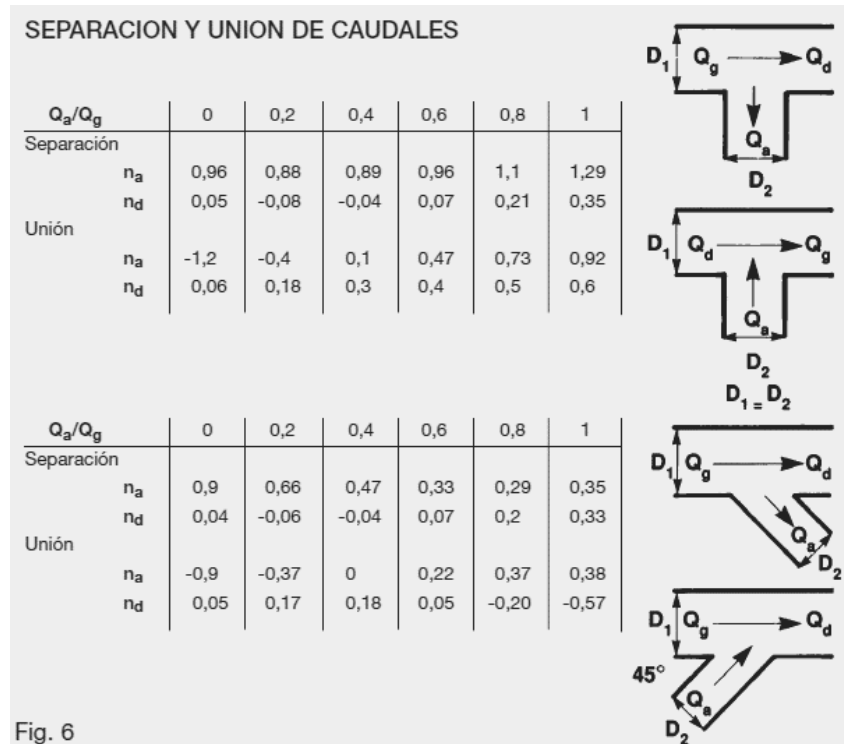 SEPARACION Y UNION DE CAUDALES
Qa/Qg 0 0,2 0,4 0,6 0,8 1
Separación
na 0,96 0,88 0,89 0,96 1,1 1,29
nd 0,05 -0,08 -0,04 0,07 0,21 0,35
Unión
na -1,2 -0,4 0,1 0,47 0,73 0,92
nd 0,06 0,18 0,3 0,4 0,5 0,6
D1 Qg Qd
Qa
D2
D1 Qd Qg
Qa
D2
D1 = D2
Qa/Qg 0 0,2 0,4 0,6 0,8 1
Separación
na 0,9 0,66 0,47 0,33 0,29 0,35
nd 0,04 -0,06 -0,04 0,07 0,2 0,33
Unión
na -0,9 -0,37 0 0,22 0,37 0,38
nd 0,05 0,17 0,18 0,05 -0,20 -0,57
D1 Qg Qd
Qa
D2
D1 Qg Qd
45°
Qa
D2
Fig. 6